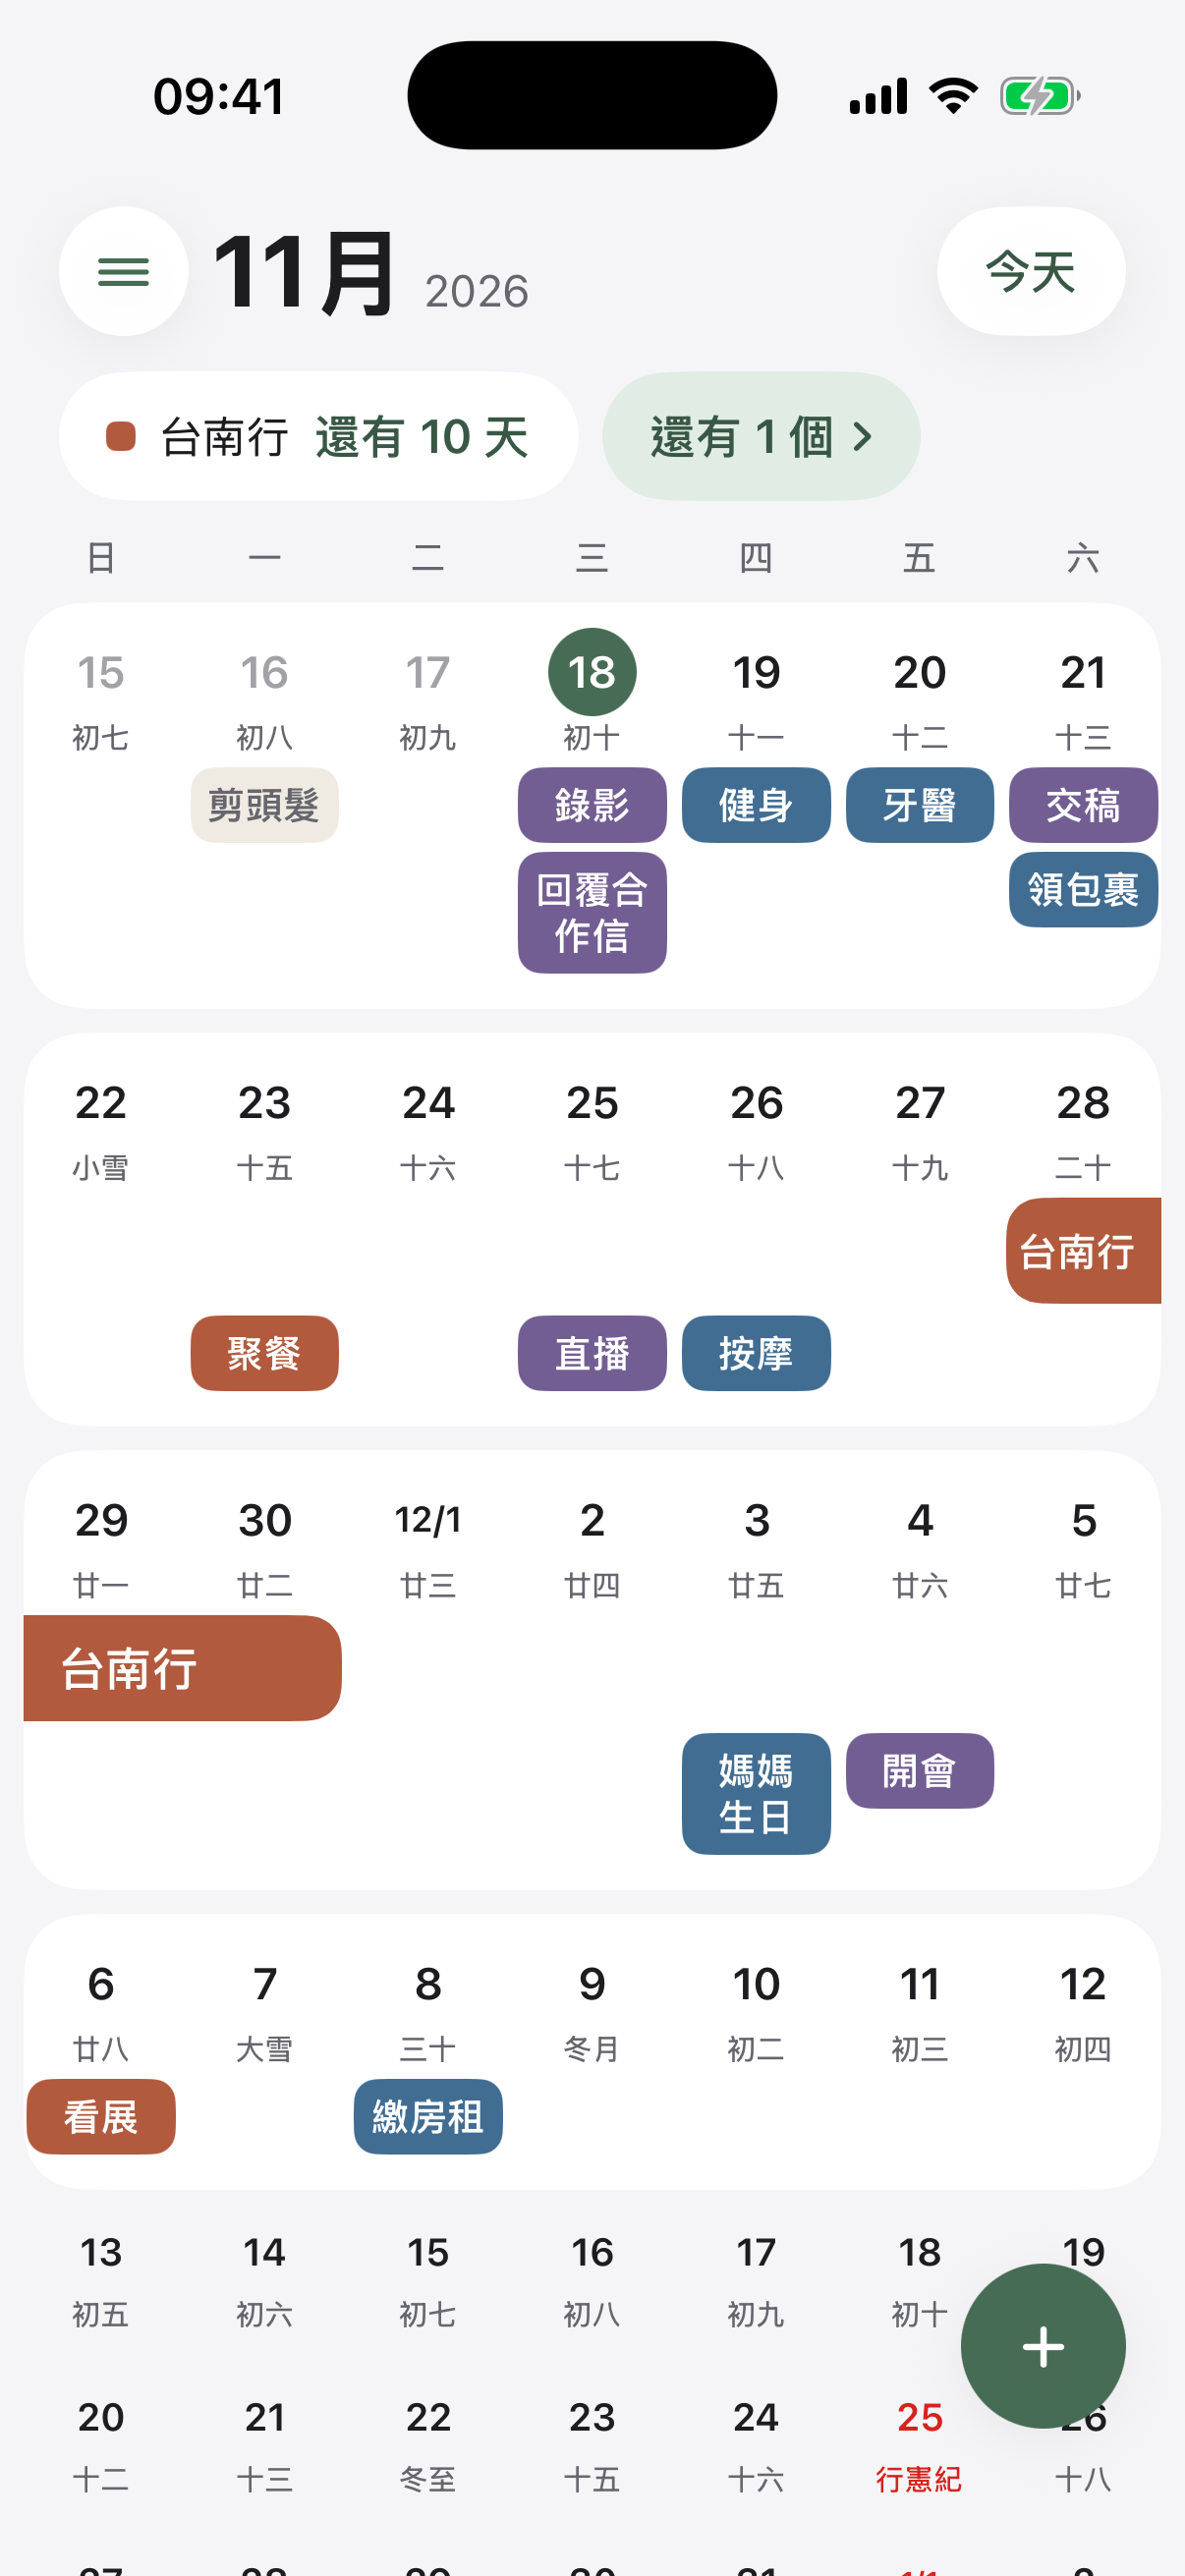 09:41
11月 2026
今天
台南行 還有 10 天
還有 1 個
日 一 二 三 四 五 六
15 16 17 18 19 20 21
初七 初八 初九 初十 十一 十二 十三
剪頭髮 錄影 健身 牙醫 交稿
回覆合
作信
領包裹
22 23 24 25 26 27 28
小雪 十五 十六 十七 十八 十九 二十
台南行
聚餐 直播 按摩
29 30 12/1 2 3 4 5
廿一 廿二 廿三 廿四 廿五 廿六 廿七
台南行
媽媽
生日
開會
6 7 8 9 10 11 12
廿八 大雪 三十 冬月 初二 初三 初四
看展 繳房租
13 14 15 16 17 18 19
初五 初六 初七 初八 初九 初十
20 21 22 23 24 25 26
十二 十三 冬至 十五 十六 行憲紀 十八